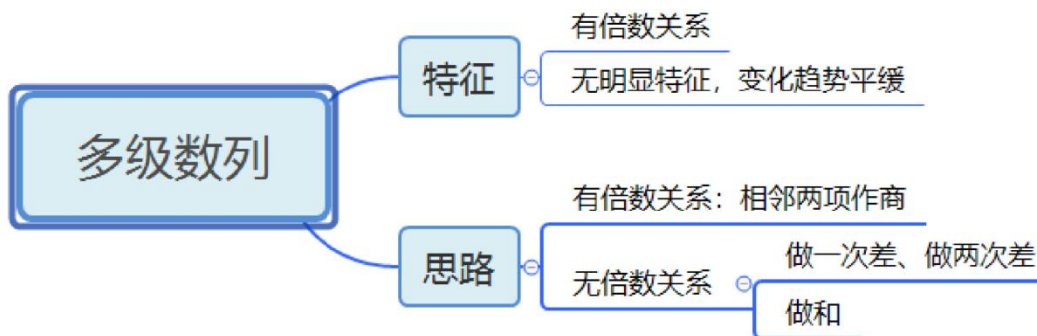 多级数列
特征
有倍数关系
无明显特征，变化趋势平缓
思路
有倍数关系：相邻两项作商
无倍数关系
做一次差、做两次差
做和